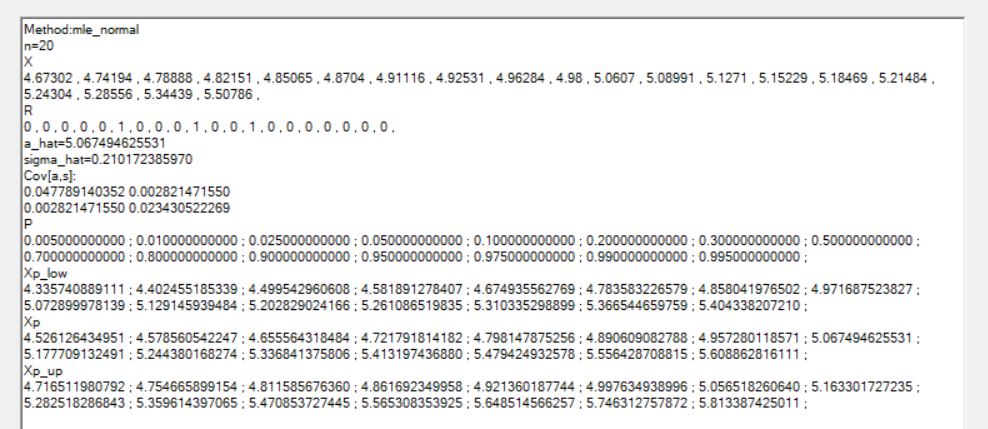 Method:mle_normal
n=20
X
4.67302 , 4.74194 , 4.78888 , 4.82151 , 4.85065 , 4.8704 , 4.91116 , 4.92531 , 4.96284 , 4.98 , 5.0607 , 5.08991 , 5.1271 , 5.15229 , 5.18469 , 5.21484 ,
5.24304 , 5.28556 , 5.34439 , 5.50786 ,
R
0 , 0 , 0 , 0 , 0 , 1 , 0 , 0 , 0 , 1 , 0 , 0 , 1 , 0 , 0 , 0 , 0 , 0 , 0 , 0 ,
a_hat=5.067494625531
sigma_hat=0.210172385970
Cov[a,s]:
0.047789140352 0.002821471550
0.002821471550 0.023430522269
P
0.005000000000 ; 0.010000000000 ; 0.025000000000 ; 0.050000000000 ; 0.100000000000 ; 0.200000000000 ; 0.300000000000 ; 0.500000000000 ;
0.700000000000 ; 0.800000000000 ; 0.900000000000 ; 0.950000000000 ; 0.975000000000 ; 0.990000000000 ; 0.995000000000 ;
Xp_low
4.335740889111 ; 4.402455185339 ; 4.499542960608 ; 4.581891278407 ; 4.674935562769 ; 4.783583226579 ; 4.858041976502 ; 4.971687523827 ;
5.072899978139 ; 5.129145939484 ; 5.202829024166 ; 5.261086519835 ; 5.310335298899 ; 5.366544659759 ; 5.404338207210 ;
Xp
4.526126434951 ; 4.578560542247 ; 4.655564318484 ; 4.721791814182 ; 4.798147875256 ; 4.890609082788 ; 4.957280118571 ; 5.067494625531 ;
5.177709132491 ; 5.244380168274 ; 5.336841375806 ; 5.413197436880 ; 5.479424932578 ; 5.556428708815 ; 5.608862816111 ;
Xp_up
4.716511980792 ; 4.754665899154 ; 4.811585676360 ; 4.861692349958 ; 4.921360187744 ; 4.997634938996 ; 5.056518260640 ; 5.163301727235 ;
5.282518286843 ; 5.359614397065 ; 5.470853727445 ; 5.565308353925 ; 5.648514566257 ; 5.746312757872 ; 5.813387425011 ;